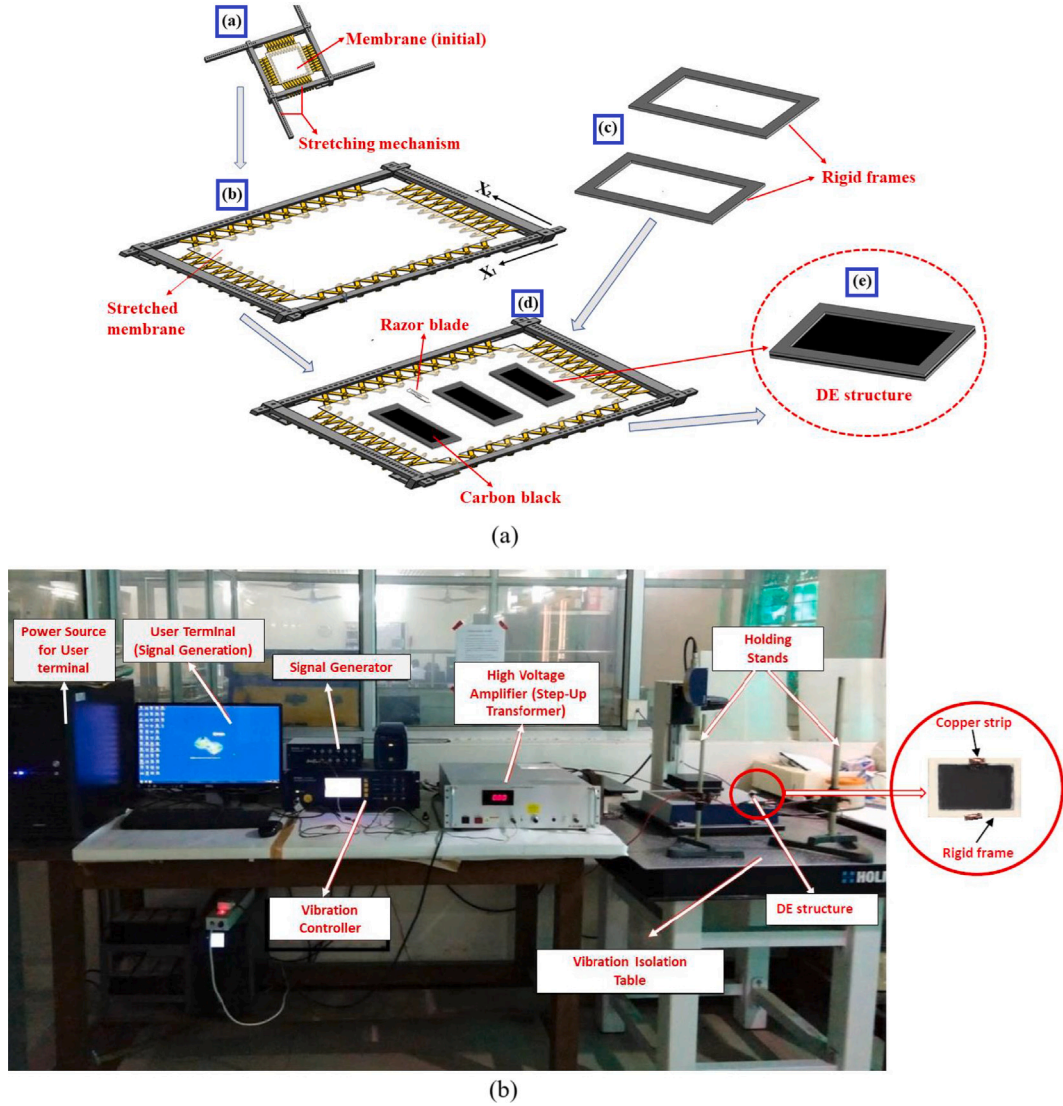 (a)
Membrane (initial)
Stretching mechanism
(b)
X₂
X₁
Stretched
membrane
(c)
Rigid frames
(d)
Razor blade
Carbon black
(e)
DE structure
(a)
Power Source
for User
terminal
User Terminal
(Signal Generation)
Signal Generator
High Voltage
Amplifier (Step-Up
Transformer)
Holding
Stands
Copper strip
Rigid frame
Vibration
Controller
DE structure
Vibration Isolation
Table
(b)